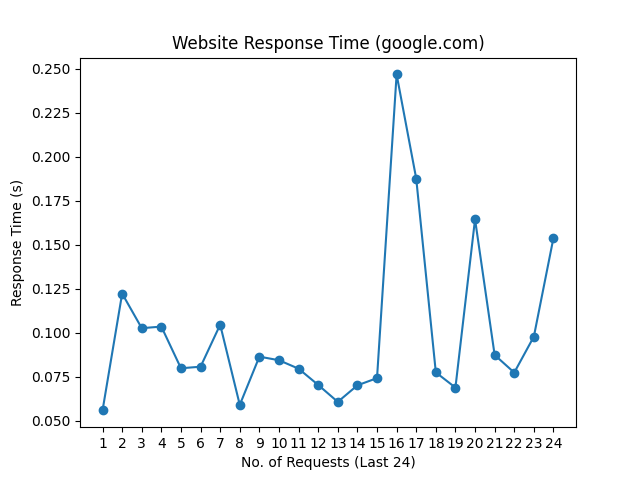 Website Response Time (google.com)
0.250
0.225
0.200
0.175
0.150
0.125
0.100
0.075
0.050
Response Time (s)
1 2 3 4 5 6 7 8 9 10 11 12 13 14 15 16 17 18 19 20 21 22 23 24
No. of Requests (Last 24)